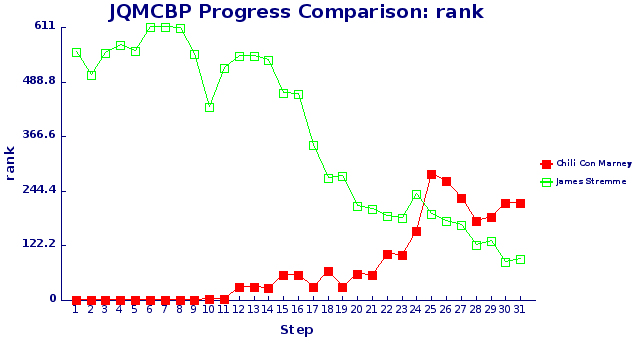 JQMCBP Progress Comparison: rank
611
488.8
366.6
244.4
122.2
0
rank
1 2 3 4 5 6 7 8 9 10 11 12 13 14 15 16 17 18 19 20 21 22 23 24 25 26 27 28 29 30 31
Step
Chili Con Marney
James Stremme